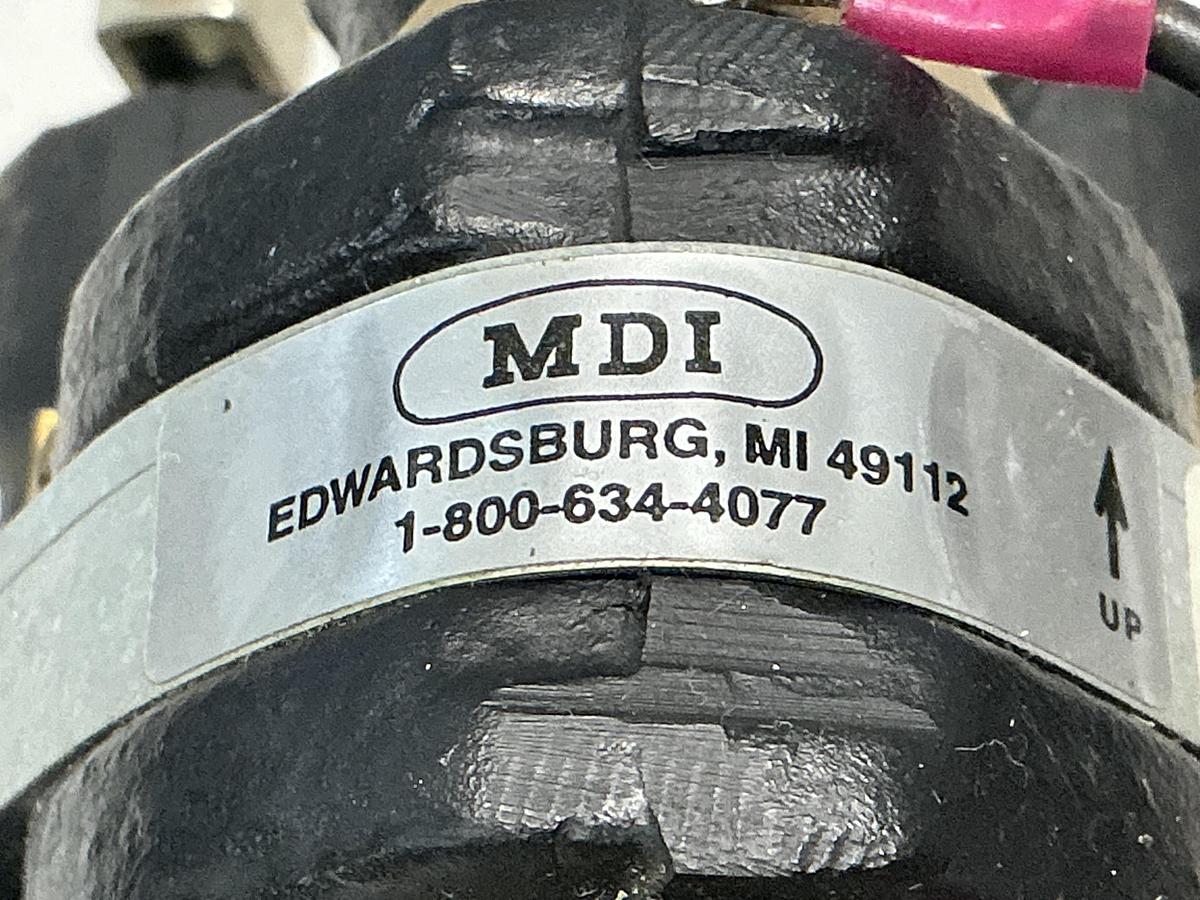 MDI
EDWARDSBURG, MI 49112
1-800-634-4077
UP